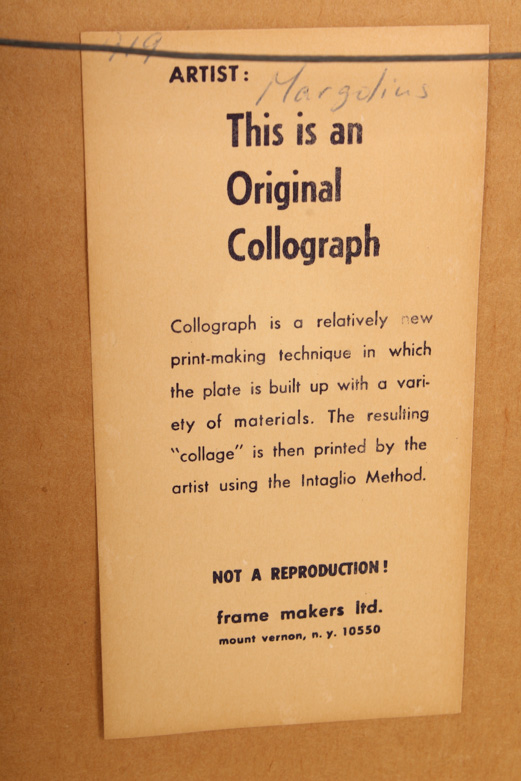 719
ARTIST: Margolius
This is an
Original
Collograph
Collograph is a relatively new
print-making technique in which
the plate is built up with a vari-
ety of materials. The resulting
"collage" is then printed by the
artist using the Intaglio Method.
NOT A REPRODUCTION!
frame makers ltd.
mount vernon, n. y. 10550